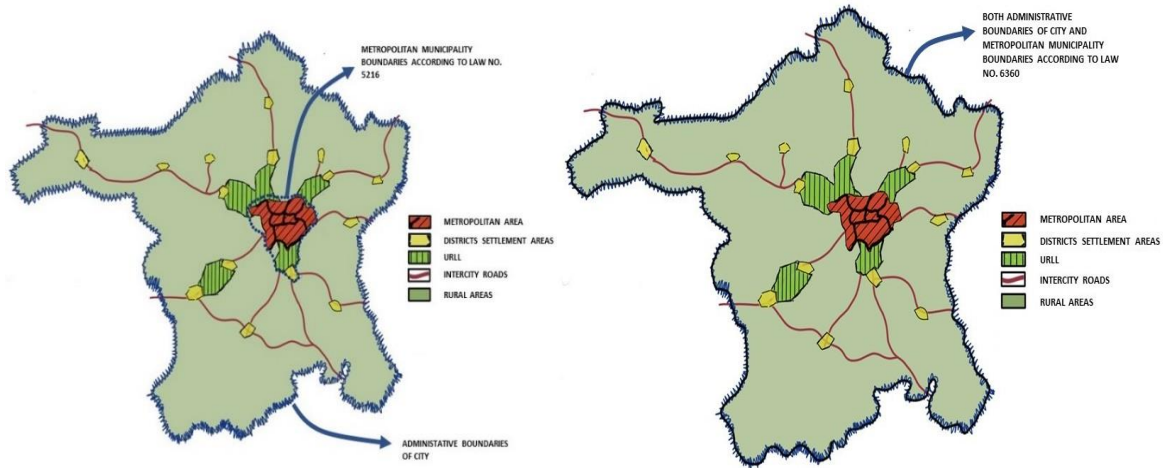 METROPOLITAN MUNICIPALITY
BOUNDARIES ACCORDING TO LAW NO.
5216
METROPOLITAN AREA
DISTRICTS SETTLEMENT AREAS
URLL
INTERCITY ROADS
RURAL AREAS
ADMINISTATIVE BOUNDARIES
OF CITY
BOTH ADMINISTRATIVE
BOUNDARIES OF CITY AND
METROPOLITAN MUNICIPALITY
BOUNDARIES ACCORDING TO LAW
NO. 6360
METROPOLITAN AREA
DISTRICTS SETTLEMENT AREAS
URLL
INTERCITY ROADS
RURAL AREAS